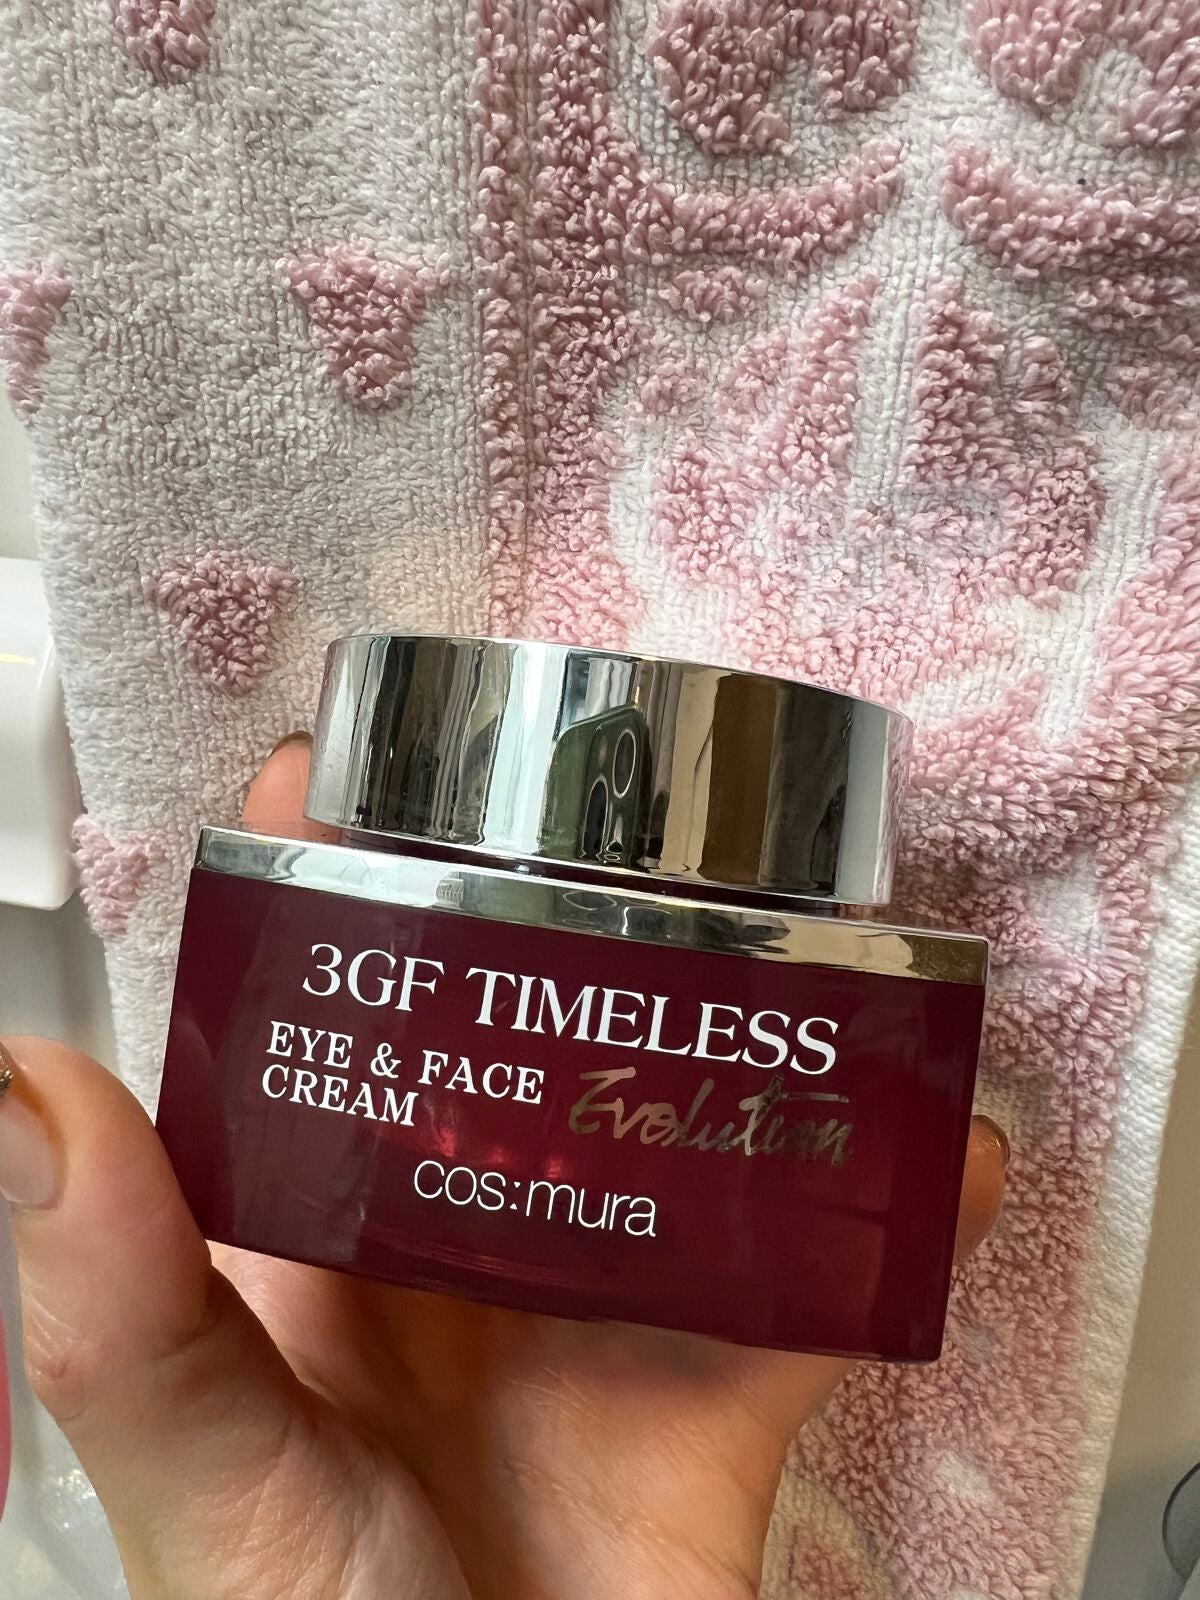 3GF TIMELESS
EYE & FACE
CREAM
Evolution
cos:mura